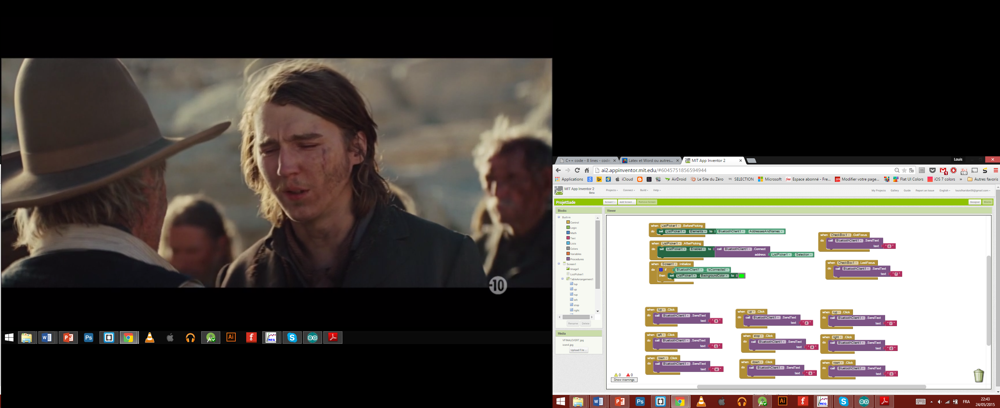 -10
C++ code - 8 lines - code
Latex et Word ou autres...
MIT App Inventor 2
Louis
ai2.appinventor.mit.edu/#6045751856594944
Applications
iCloud
AirDroid
Le Site du Zéro
SELECTION
Microsoft
free Espace abonné - Fre...
SFR Modifier votre page...
Flat UI Colors
iOS 7 colors
»
Autres favoris
MIT App Inventor 2
Beta
Projects
Connect
Build
Help
My Projects
Gallery
Guide
Report an Issue
English
louislharidon56@gmail.com
ProjetSade
Screen1
Add Screen...
Remove Screen
Designer
Blocks
Blocks
Viewer
Built-in
Control
Logic
Math
Text
Lists
Colors
Variables
Procedures
Screen1
Image1
ListPicker1
TableArrangement1
lup
up
rup
left
stop
right
Rename
Delete
Media
VFINALEVERT.jpg
icon4.jpg
Upload File...
when ListPicker1 .BeforePicking
do set ListPicker1 . Elements to BluetoothClient1 . AddressesAndNames
when ListPicker1 .AfterPicking
do set ListPicker1 . Enabled to call BluetoothClient1 .Connect
address ListPicker1 . Selection
when Screen1 .Initialize
do if BluetoothClient1 . IsConnected
then set ListPicker1 . BackgroundColor to
when CheckBox1 .GotFocus
do call BluetoothClient1 .SendText
text " o "
when CheckBox1 .LostFocus
do call BluetoothClient1 .SendText
text " f "
when lup .Click
do call BluetoothClient1 .SendText
text " e "
when up .Click
do call BluetoothClient1 .SendText
text " z "
when rup .Click
do call BluetoothClient1 .SendText
text " r "
when left .Click
do call BluetoothClient1 .SendText
text " q "
when stop .Click
do call BluetoothClient1 .SendText
text " a "
when right .Click
do call BluetoothClient1 .SendText
text " d "
when lown .Click
do call BluetoothClient1 .SendText
text " w "
when down .Click
do call BluetoothClient1 .SendText
text " s "
when rown .Click
do call BluetoothClient1 .SendText
text " c "
0 0
Show Warnings
Ps
Ai
REG
Ps
Ai
REG
FRA
22:43
24/05/2015